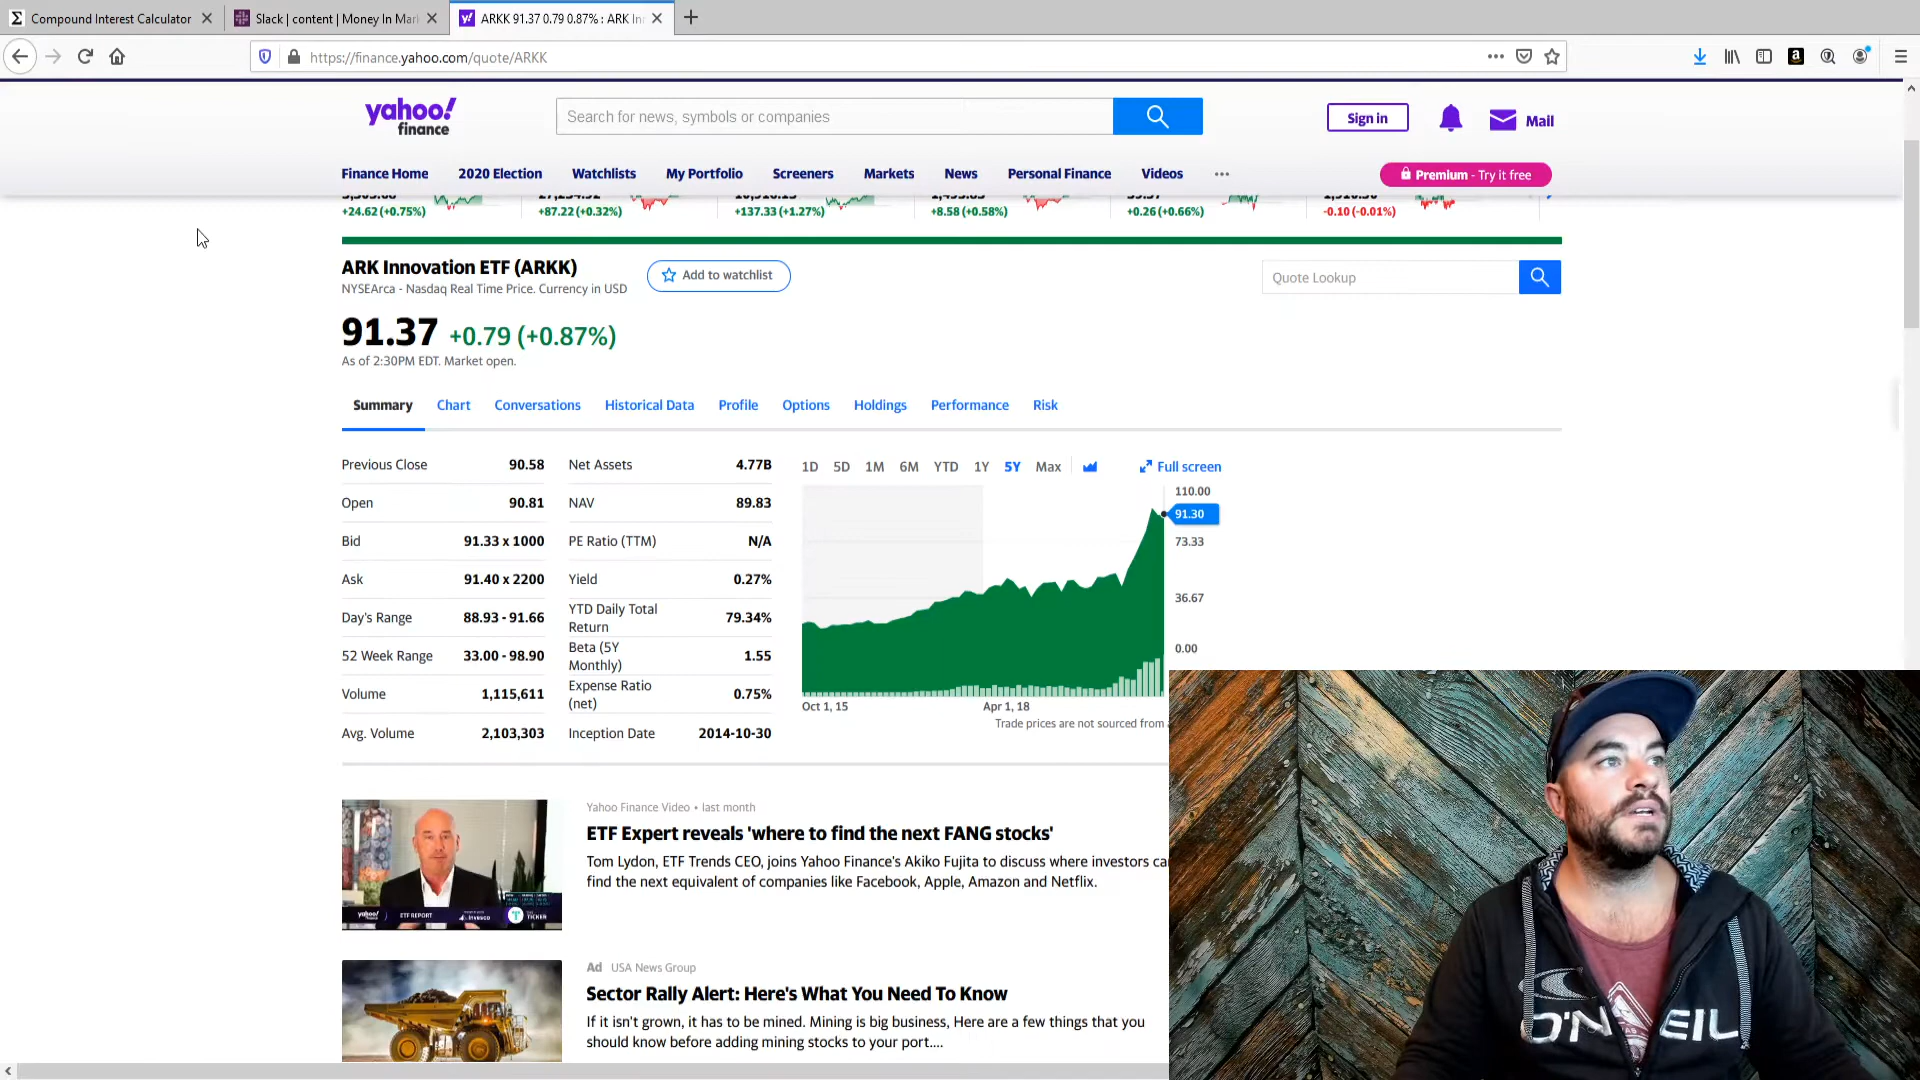 Compound Interest Calculator
Slack | content | Money In Mar
ARKK 91.37 0.79 0.87% : ARK In
https://finance.yahoo.com/quote/ARKK
yahoo!
finance
Search for news, symbols or companies
Sign in
Mail
Finance Home
2020 Election
Watchlists
My Portfolio
Screeners
Markets
News
Personal Finance
Videos
Premium - Try it free
+24.62 (+0.75%)
+87.22 (+0.32%)
+137.33 (+1.27%)
+8.58 (+0.58%)
+0.26 (+0.66%)
-0.10 (-0.01%)
ARK Innovation ETF (ARKK)
NYSEArca - Nasdaq Real Time Price. Currency in USD
Add to watchlist
Quote Lookup
91.37 +0.79 (+0.87%)
As of 2:30PM EDT. Market open.
Summary
Chart
Conversations
Historical Data
Profile
Options
Holdings
Performance
Risk
Previous Close 90.58
Open 90.81
Bid 91.33 x 1000
Ask 91.40 x 2200
Day's Range 88.93 - 91.66
52 Week Range 33.00 - 98.90
Volume 1,115,611
Avg. Volume 2,103,303
Net Assets 4.77B
NAV 89.83
PE Ratio (TTM) N/A
Yield 0.27%
YTD Daily Total
Return 79.34%
Beta (5Y
Monthly) 1.55
Expense Ratio
(net) 0.75%
Inception Date 2014-10-30
1D 5D 1M 6M YTD 1Y 5Y Max
Full screen
110.00
91.30
73.33
36.67
0.00
Oct 1, 15
Apr 1, 18
Trade prices are not sourced from
Yahoo Finance Video • last month
ETF Expert reveals 'where to find the next FANG stocks'
Tom Lydon, ETF Trends CEO, joins Yahoo Finance's Akiko Fujita to discuss where investors ca
find the next equivalent of companies like Facebook, Apple, Amazon and Netflix.
yahoo!
ETF REPORT
invesco
TICKER
Ad USA News Group
Sector Rally Alert: Here's What You Need To Know
If it isn't grown, it has to be mined. Mining is big business, Here are a few things that you
should know before adding mining stocks to your port....
O'NEIL